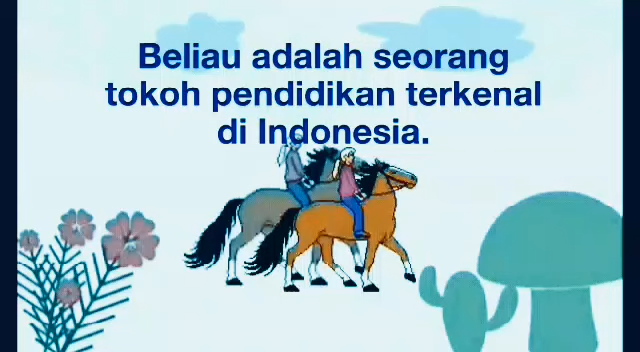 Beliau adalah seorang
tokoh pendidikan terkenal
di Indonesia.